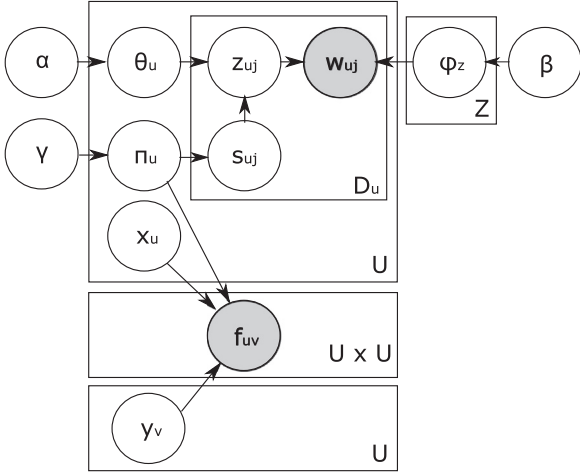 α θu zuj wuj φz β
Z
γ πu suj
Du
xu
U
fuv
U x U
yv
U